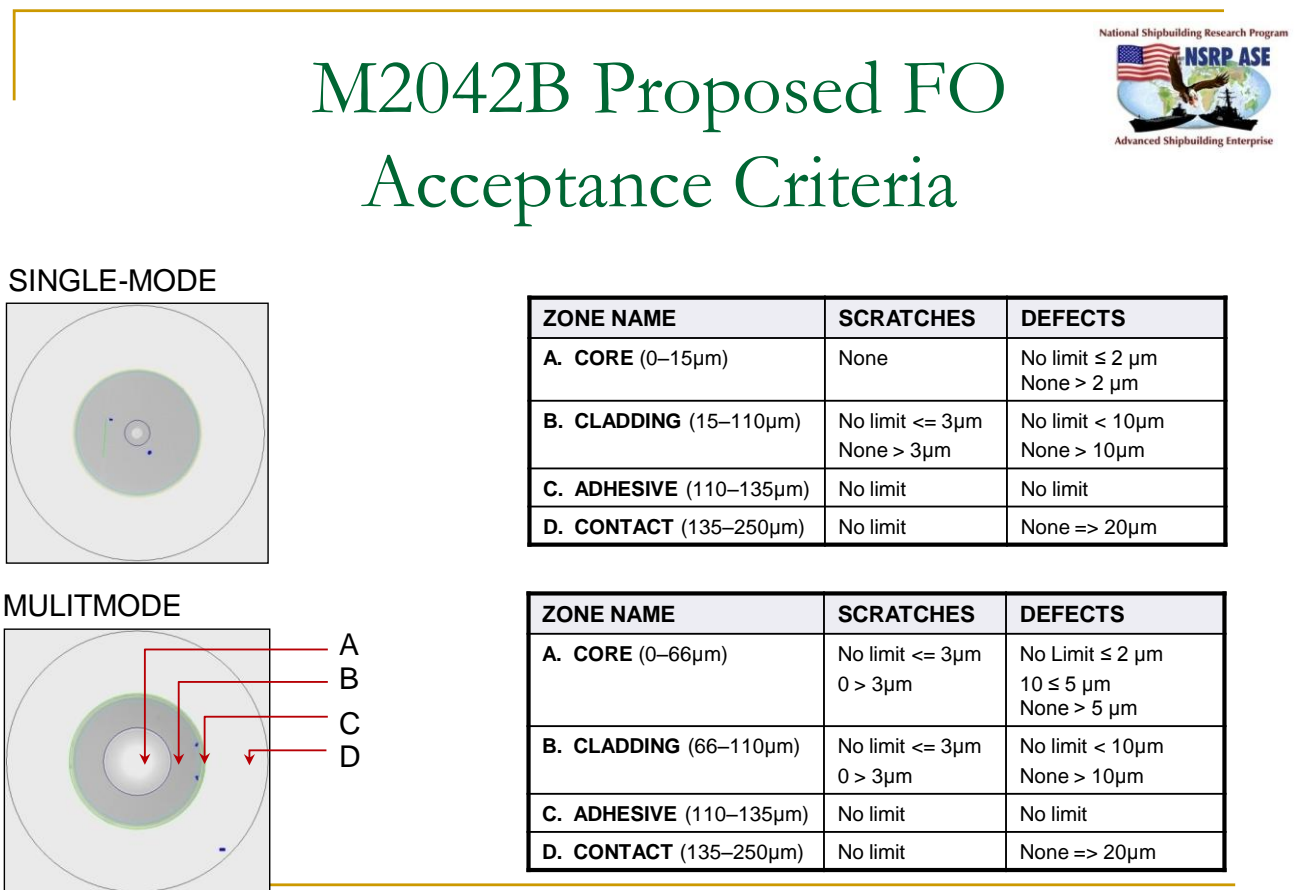 National Shipbuilding Research Program
NSRP ASE
Advanced Shipbuilding Enterprise
M2042B Proposed FO
Acceptance Criteria
SINGLE-MODE
ZONE NAME SCRATCHES DEFECTS
A. CORE (0–15µm) None No limit ≤ 2 µm
None > 2 µm
B. CLADDING (15–110µm) No limit <= 3µm No limit < 10µm
None > 3µm None > 10µm
C. ADHESIVE (110–135µm) No limit No limit
D. CONTACT (135–250µm) No limit None => 20µm
MULITMODE
A
B
C
D
ZONE NAME SCRATCHES DEFECTS
A. CORE (0–66µm) No limit <= 3µm No Limit ≤ 2 µm
0 > 3µm 10 ≤ 5 µm
None > 5 µm
B. CLADDING (66–110µm) No limit <= 3µm No limit < 10µm
0 > 3µm None > 10µm
C. ADHESIVE (110–135µm) No limit No limit
D. CONTACT (135–250µm) No limit None => 20µm